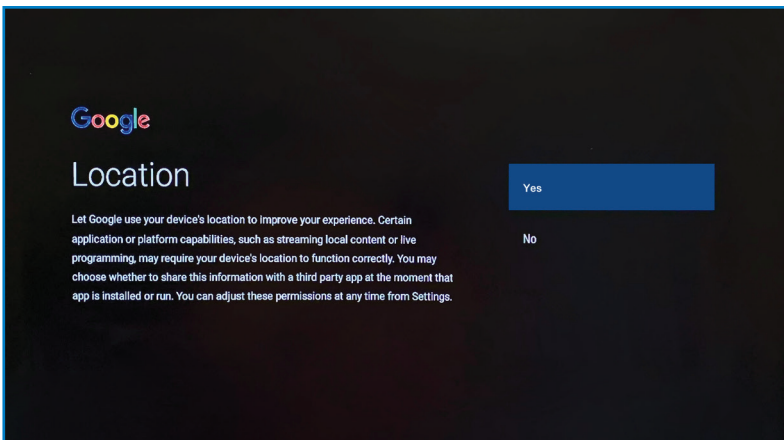 Google
Location
Let Google use your device's location to improve your experience. Certain
application or platform capabilities, such as streaming local content or live
programming, may require your device's location to function correctly. You may
choose whether to share this information with a third party app at the moment that
app is installed or run. You can adjust these permissions at any time from Settings.
Yes
No